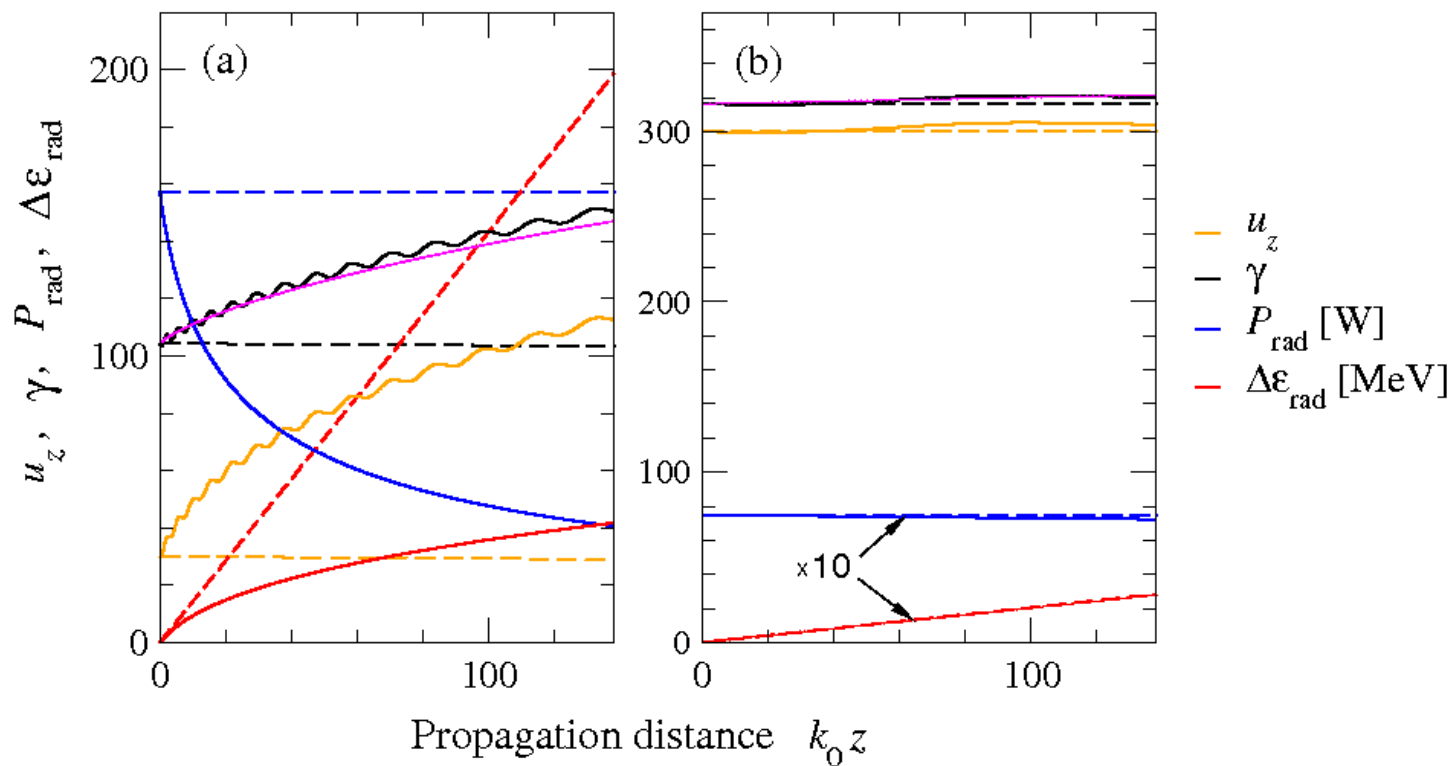 (a)
(b)
200
100
0
0
100
300
200
100
0
0
100
×10
u_z, γ, P_rad, Δε_rad
Propagation distance k_0 z
u_z
γ
P_rad [W]
Δε_rad [MeV]